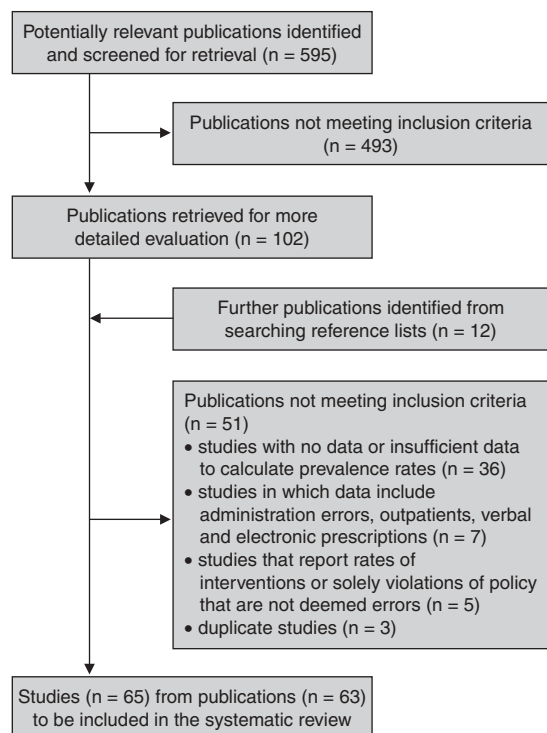 Potentially relevant publications identified
and screened for retrieval (n = 595)
Publications not meeting inclusion criteria
(n = 493)
Publications retrieved for more
detailed evaluation (n = 102)
Further publications identified from
searching reference lists (n = 12)
Publications not meeting inclusion criteria
(n = 51)
• studies with no data or insufficient data
to calculate prevalence rates (n = 36)
• studies in which data include
administration errors, outpatients, verbal
and electronic prescriptions (n = 7)
• studies that report rates of
interventions or solely violations of policy
that are not deemed errors (n = 5)
• duplicate studies (n = 3)
Studies (n = 65) from publications (n = 63)
to be included in the systematic review